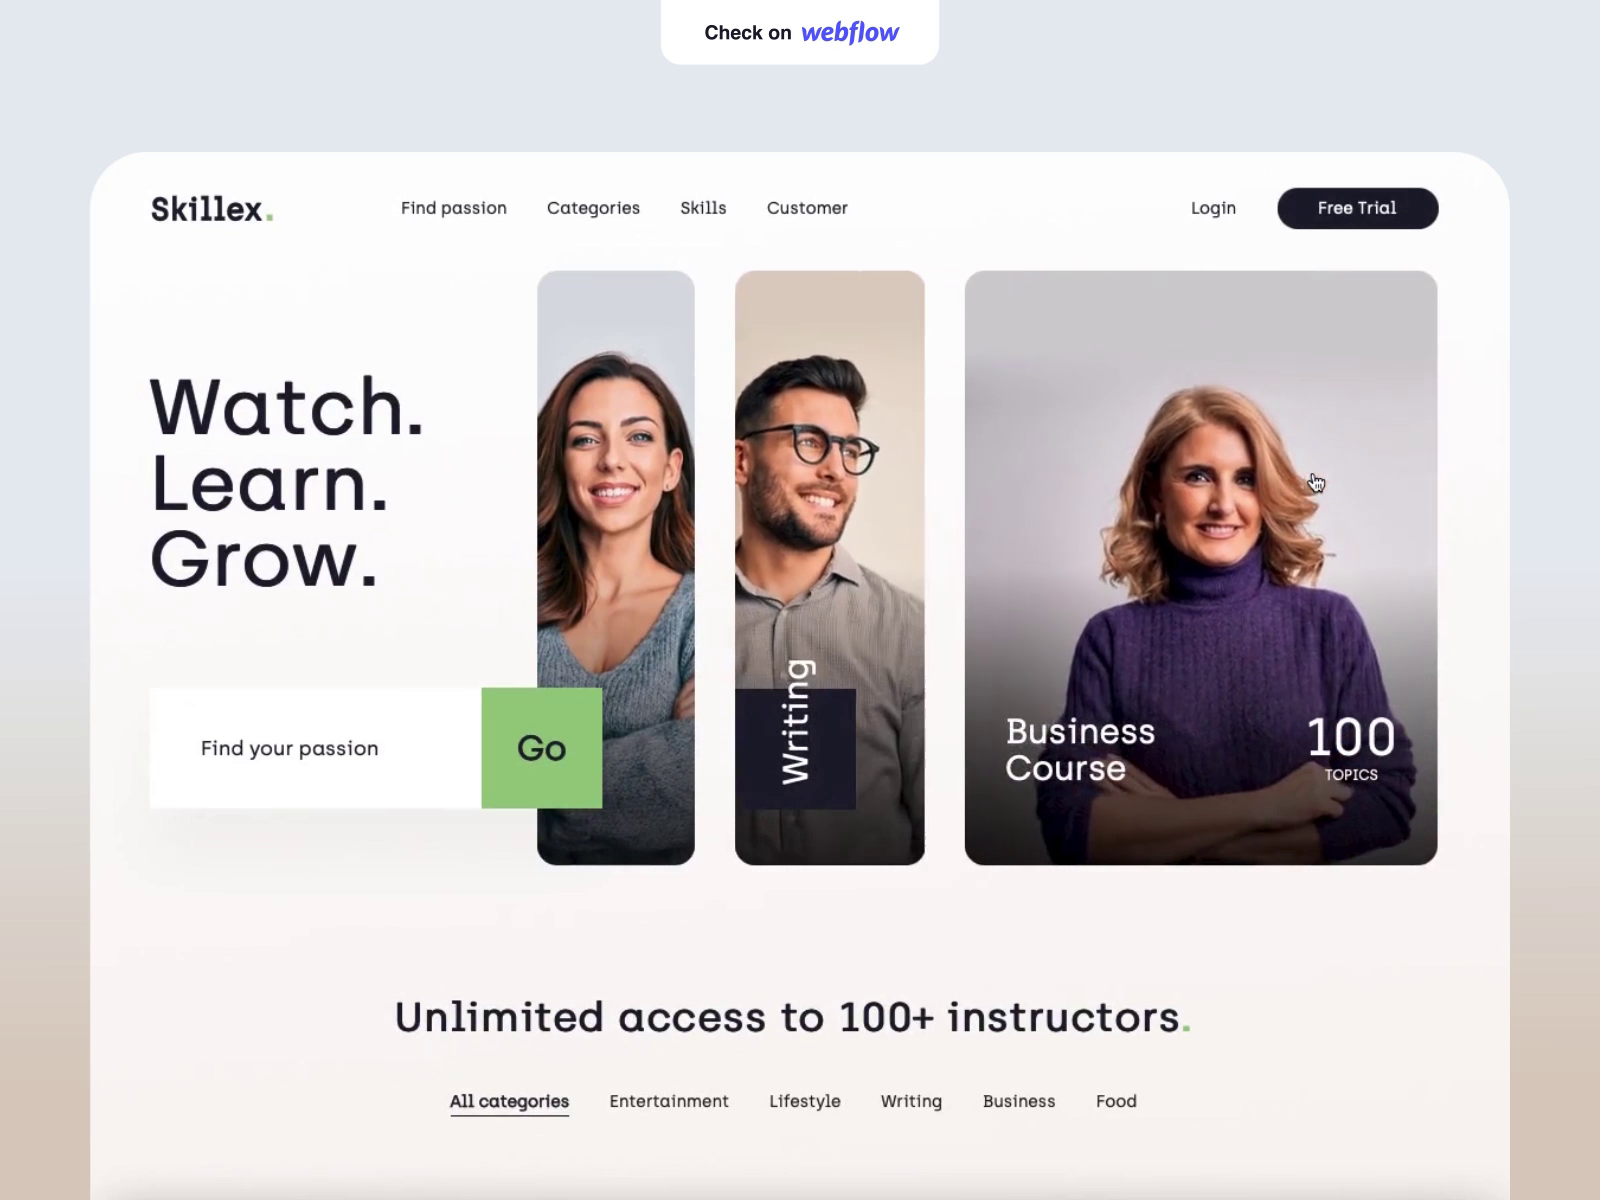 Check on webflow
Skillex.
Find passion
Categories
Skills
Customer
Login
Free Trial
Watch.
Learn.
Grow.
Find your passion
Go
Writing
Business
Course
100
TOPICS
Unlimited access to 100+ instructors.
All categories
Entertainment
Lifestyle
Writing
Business
Food